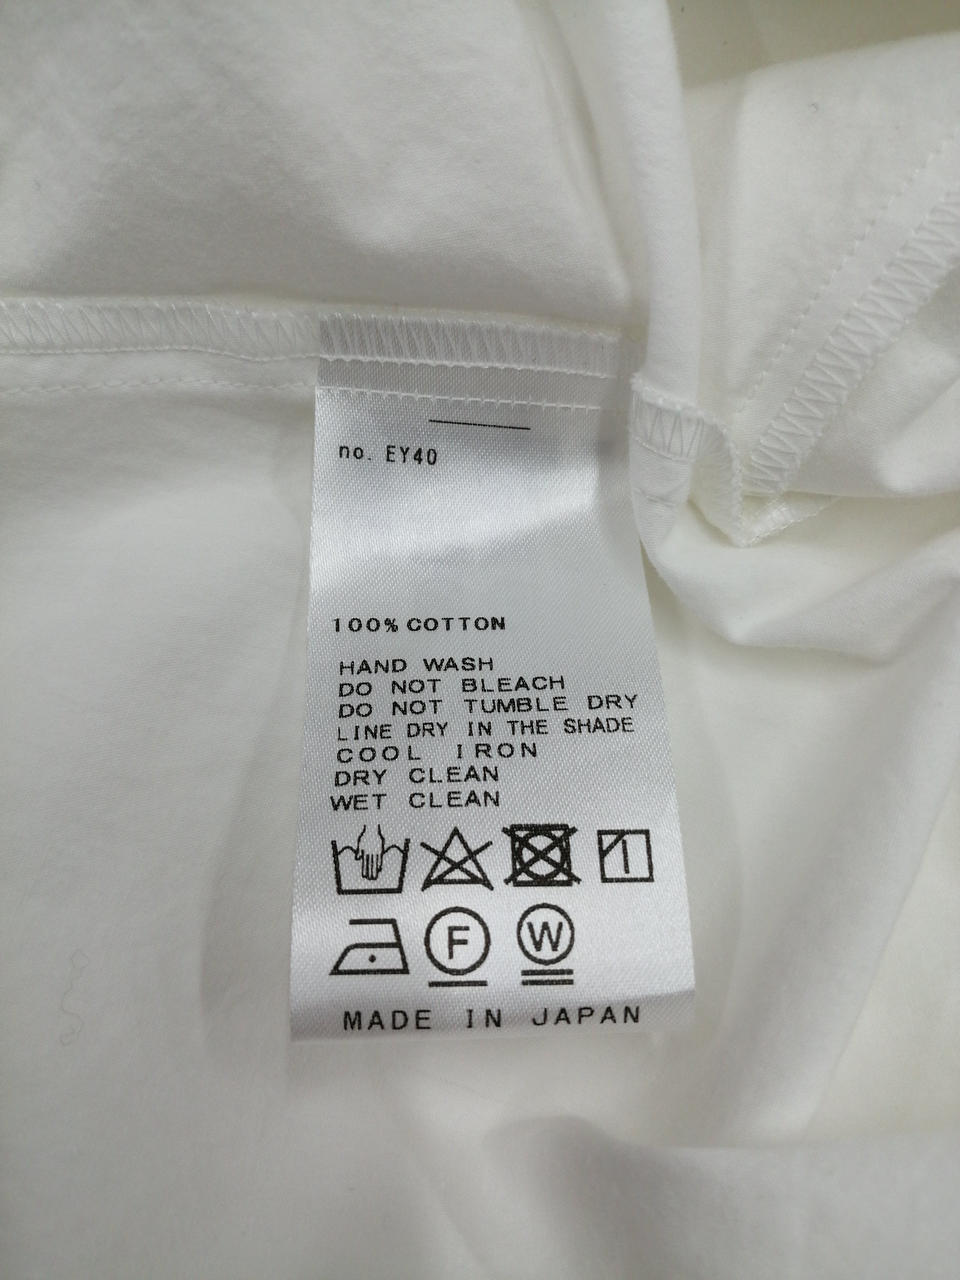 no. EY40
100% COTTON
HAND WASH
DO NOT BLEACH
DO NOT TUMBLE DRY
LINE DRY IN THE SHADE
COOL IRON
DRY CLEAN
WET CLEAN
F W
MADE IN JAPAN